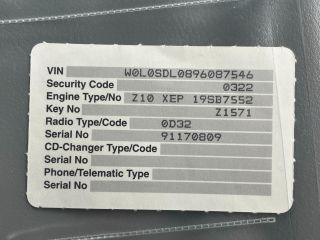 VIN W0L0SDL0896087546
Security Code 0322
Engine Type/No Z10 XEP 19SB7552
Key No Z1571
Radio Type/Code 0D32
Serial No 91170809
CD-Changer Type/Code
Serial No
Phone/Telematic Type
Serial No